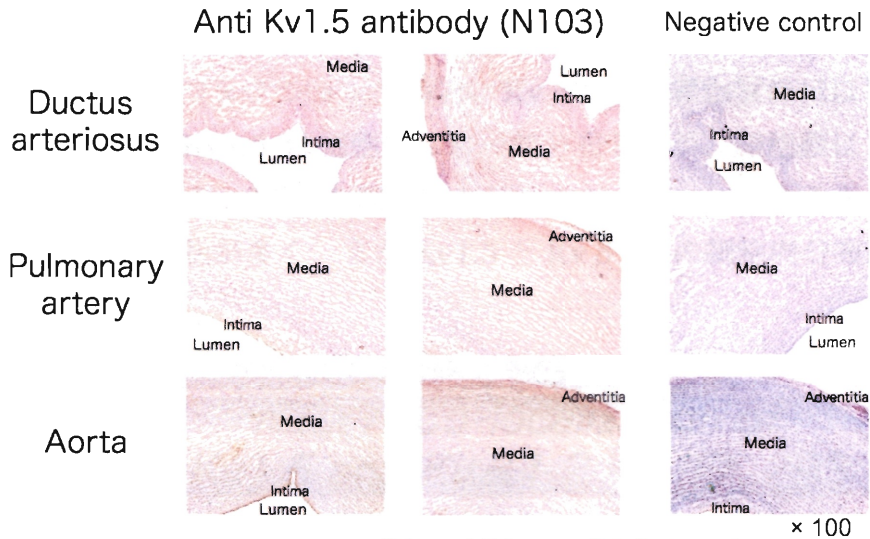 Anti Kv1.5 antibody (N103)
Negative control
Ductus
arteriosus
Media
Intima
Lumen
Lumen
Intima
Adventitia
Media
Media
Intima
Lumen
Pulmonary
artery
Media
Intima
Lumen
Adventitia
Media
Media
Intima
Lumen
Aorta
Media
Intima
Lumen
Adventitia
Media
Adventitia
Media
Intima
× 100